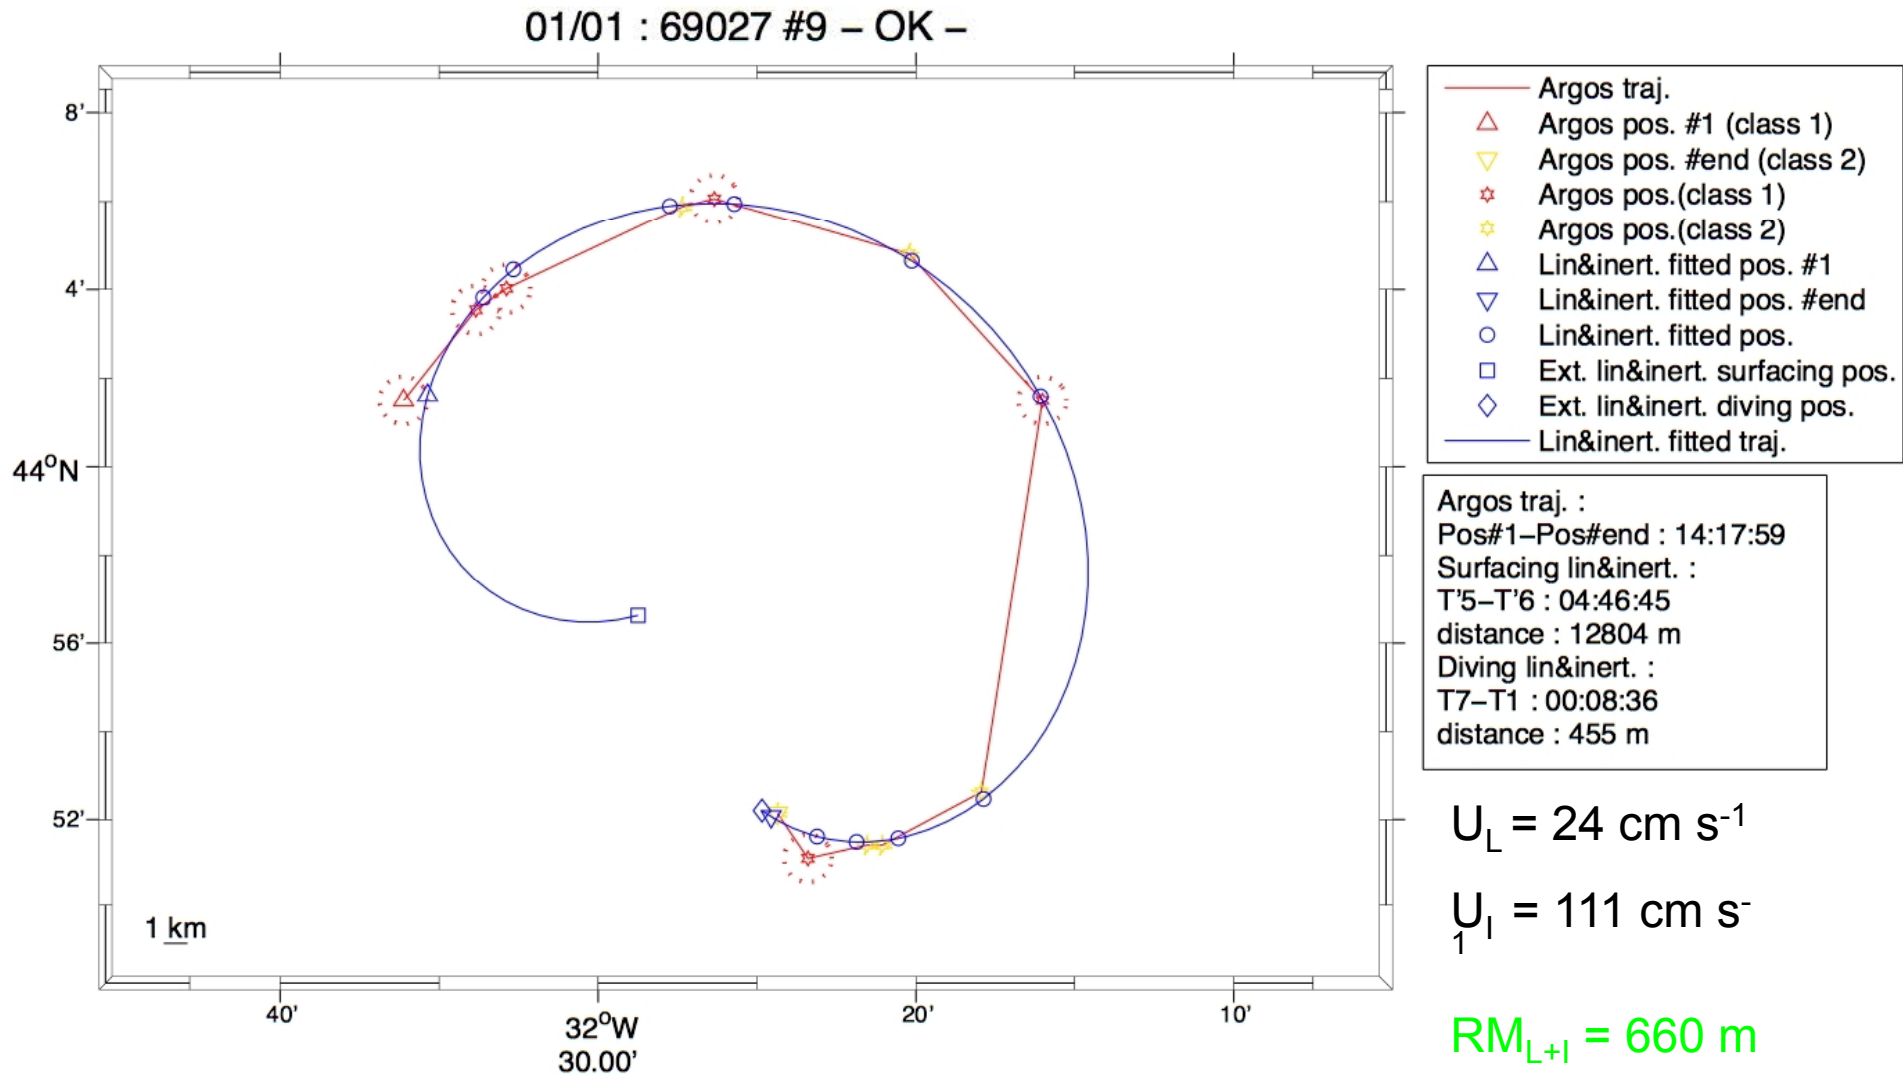 01/01 : 69027 #9 – OK –
8'
4'
44°N
56'
52'
1 km
40'
32°W
30.00'
20'
10'
Argos traj.
Argos pos. #1 (class 1)
Argos pos. #end (class 2)
Argos pos.(class 1)
Argos pos.(class 2)
Lin&inert. fitted pos. #1
Lin&inert. fitted pos. #end
Lin&inert. fitted pos.
Ext. lin&inert. surfacing pos.
Ext. lin&inert. diving pos.
Lin&inert. fitted traj.
Argos traj. :
Pos#1–Pos#end : 14:17:59
Surfacing lin&inert. :
T'5–T'6 : 04:46:45
distance : 12804 m
Diving lin&inert. :
T7–T1 : 00:08:36
distance : 455 m
U_L = 24 cm s^-1
U_I = 111 cm s^-
1
RM_L+I = 660 m